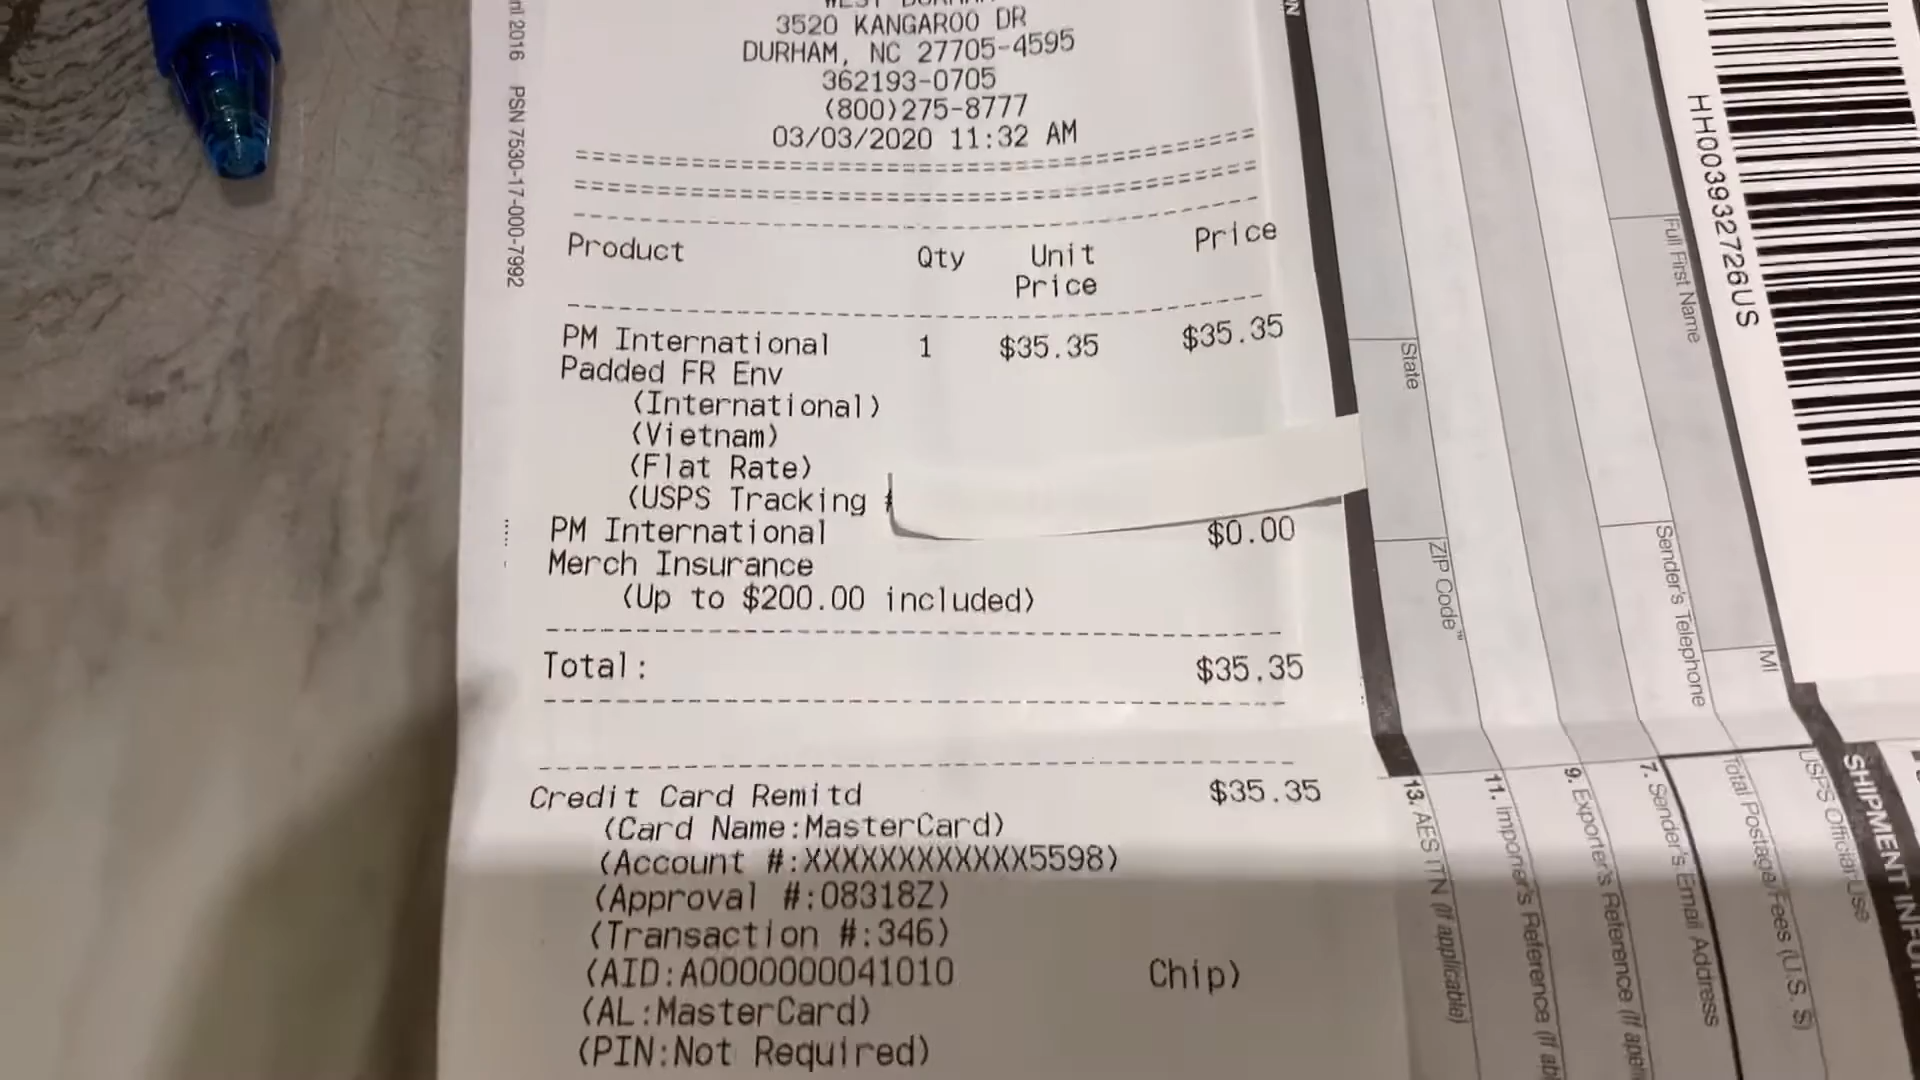 3520 KANGAROO DR
DURHAM, NC 27705-4595
362193-0705
(800)275-8777
03/03/2020 11:32 AM
Product Qty Unit Price Price
PM International 1 $35.35 $35.35
Padded FR Env
(International)
(Vietnam)
(Flat Rate)
(USPS Tracking
PM International $0.00
Merch Insurance
(Up to $200.00 included)
Total: $35.35
Credit Card Remitd $35.35
(Card Name:MasterCard)
(Account #:XXXXXXXXXXXX5598)
(Approval #:08318Z)
(Transaction #:346)
(AID:A0000000041010 Chip)
(AL:MasterCard)
(PIN:Not Required)
2016 PSN 7530-17-000-7992
HH003932726US
Full First Name
MI
State
ZIP Code™
Sender's Telephone
SHIPMENT
USPS Official Use
Total Postage/Fees (U.S. $)
7. Sender's Email Address
9. Exporter's Reference (If
11. Importer's Reference (If
13. AES ITN (If applicable)